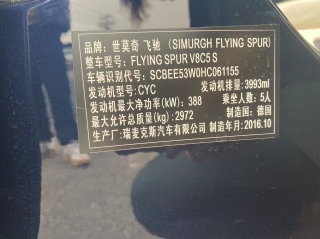 品牌：世莫奇 飞驰 （SIMURGH FLYING SPUR）
整车型号：FLYING SPUR V8C5 S
车辆识别代号：SCBEE53W0HC061155
发动机型号：CYC 发动机排量：3993ml
发动机最大净功率(kW)：388 乘坐人数：5人
最大允许总质量(kg)：2972 制造国：德国
生产厂：瑞麦克斯汽车有限公司 制造年月：2016.10